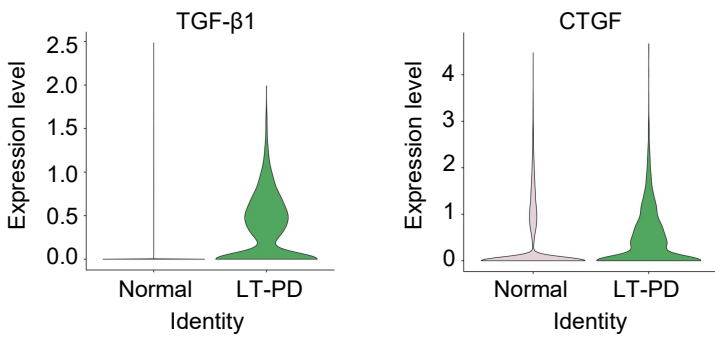 TGF-β1
Expression level
2.5
2.0
1.5
1.0
0.5
0.0
Normal LT-PD
Identity
CTGF
Expression level
4
3
2
1
0
Normal LT-PD
Identity